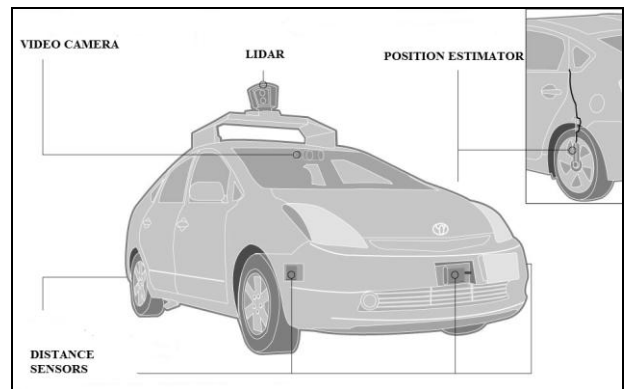 VIDEO CAMERA
LIDAR
POSITION ESTIMATOR
DISTANCE
SENSORS